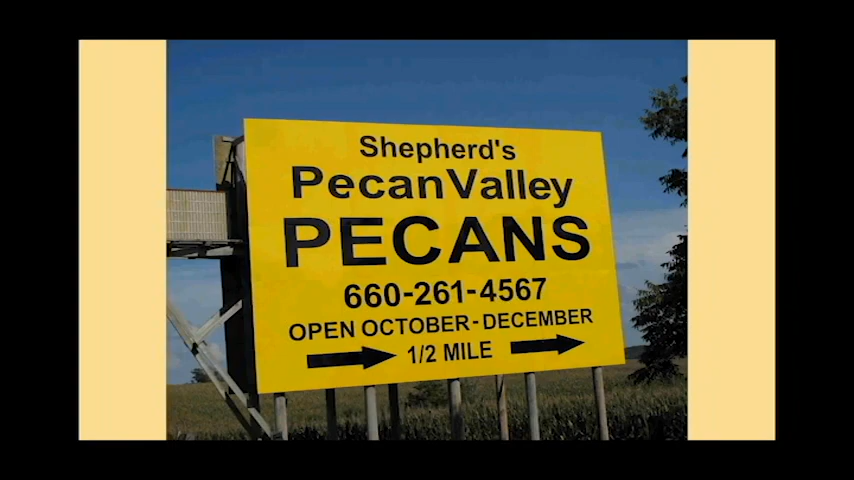 Shepherd's
PecanValley
PECANS
660-261-4567
OPEN OCTOBER-DECEMBER
1/2 MILE